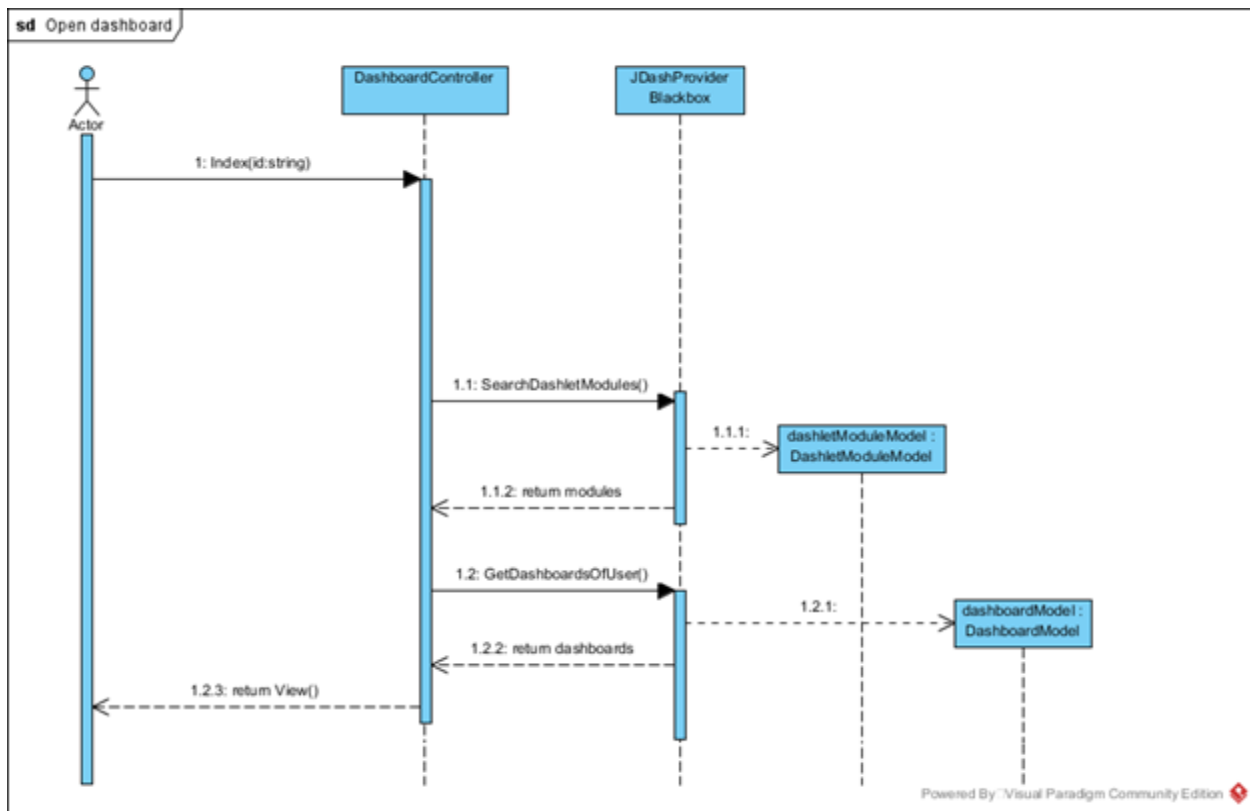 sd Open dashboard
DashboardController
JDashProvider
Blackbox
Actor
1: Index(id:string)
1.1: SearchDashletModules()
1.1.1:
dashletModuleModel :
DashletModuleModel
1.1.2: return modules
1.2: GetDashboardsOfUser()
1.2.1:
dashboardModel :
DashboardModel
1.2.2: return dashboards
1.2.3: return View()
Powered By Visual Paradigm Community Edition